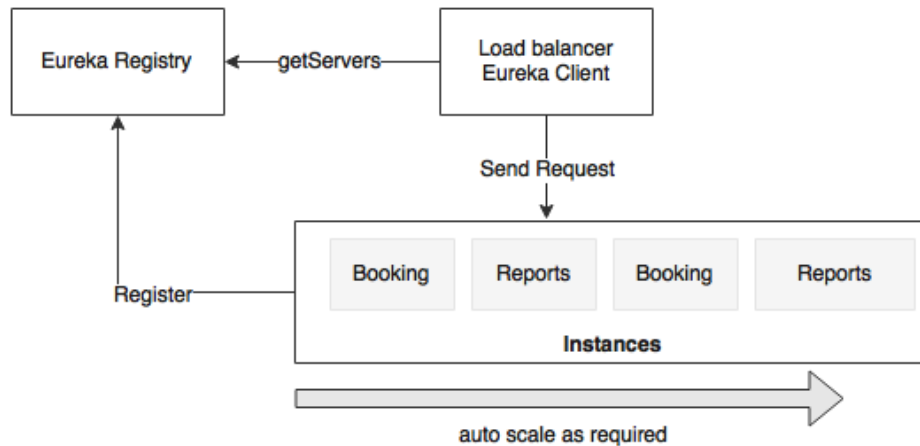 Eureka Registry
getServers
Load balancer
Eureka Client
Send Request
Booking
Reports
Booking
Reports
Register
Instances
auto scale as required